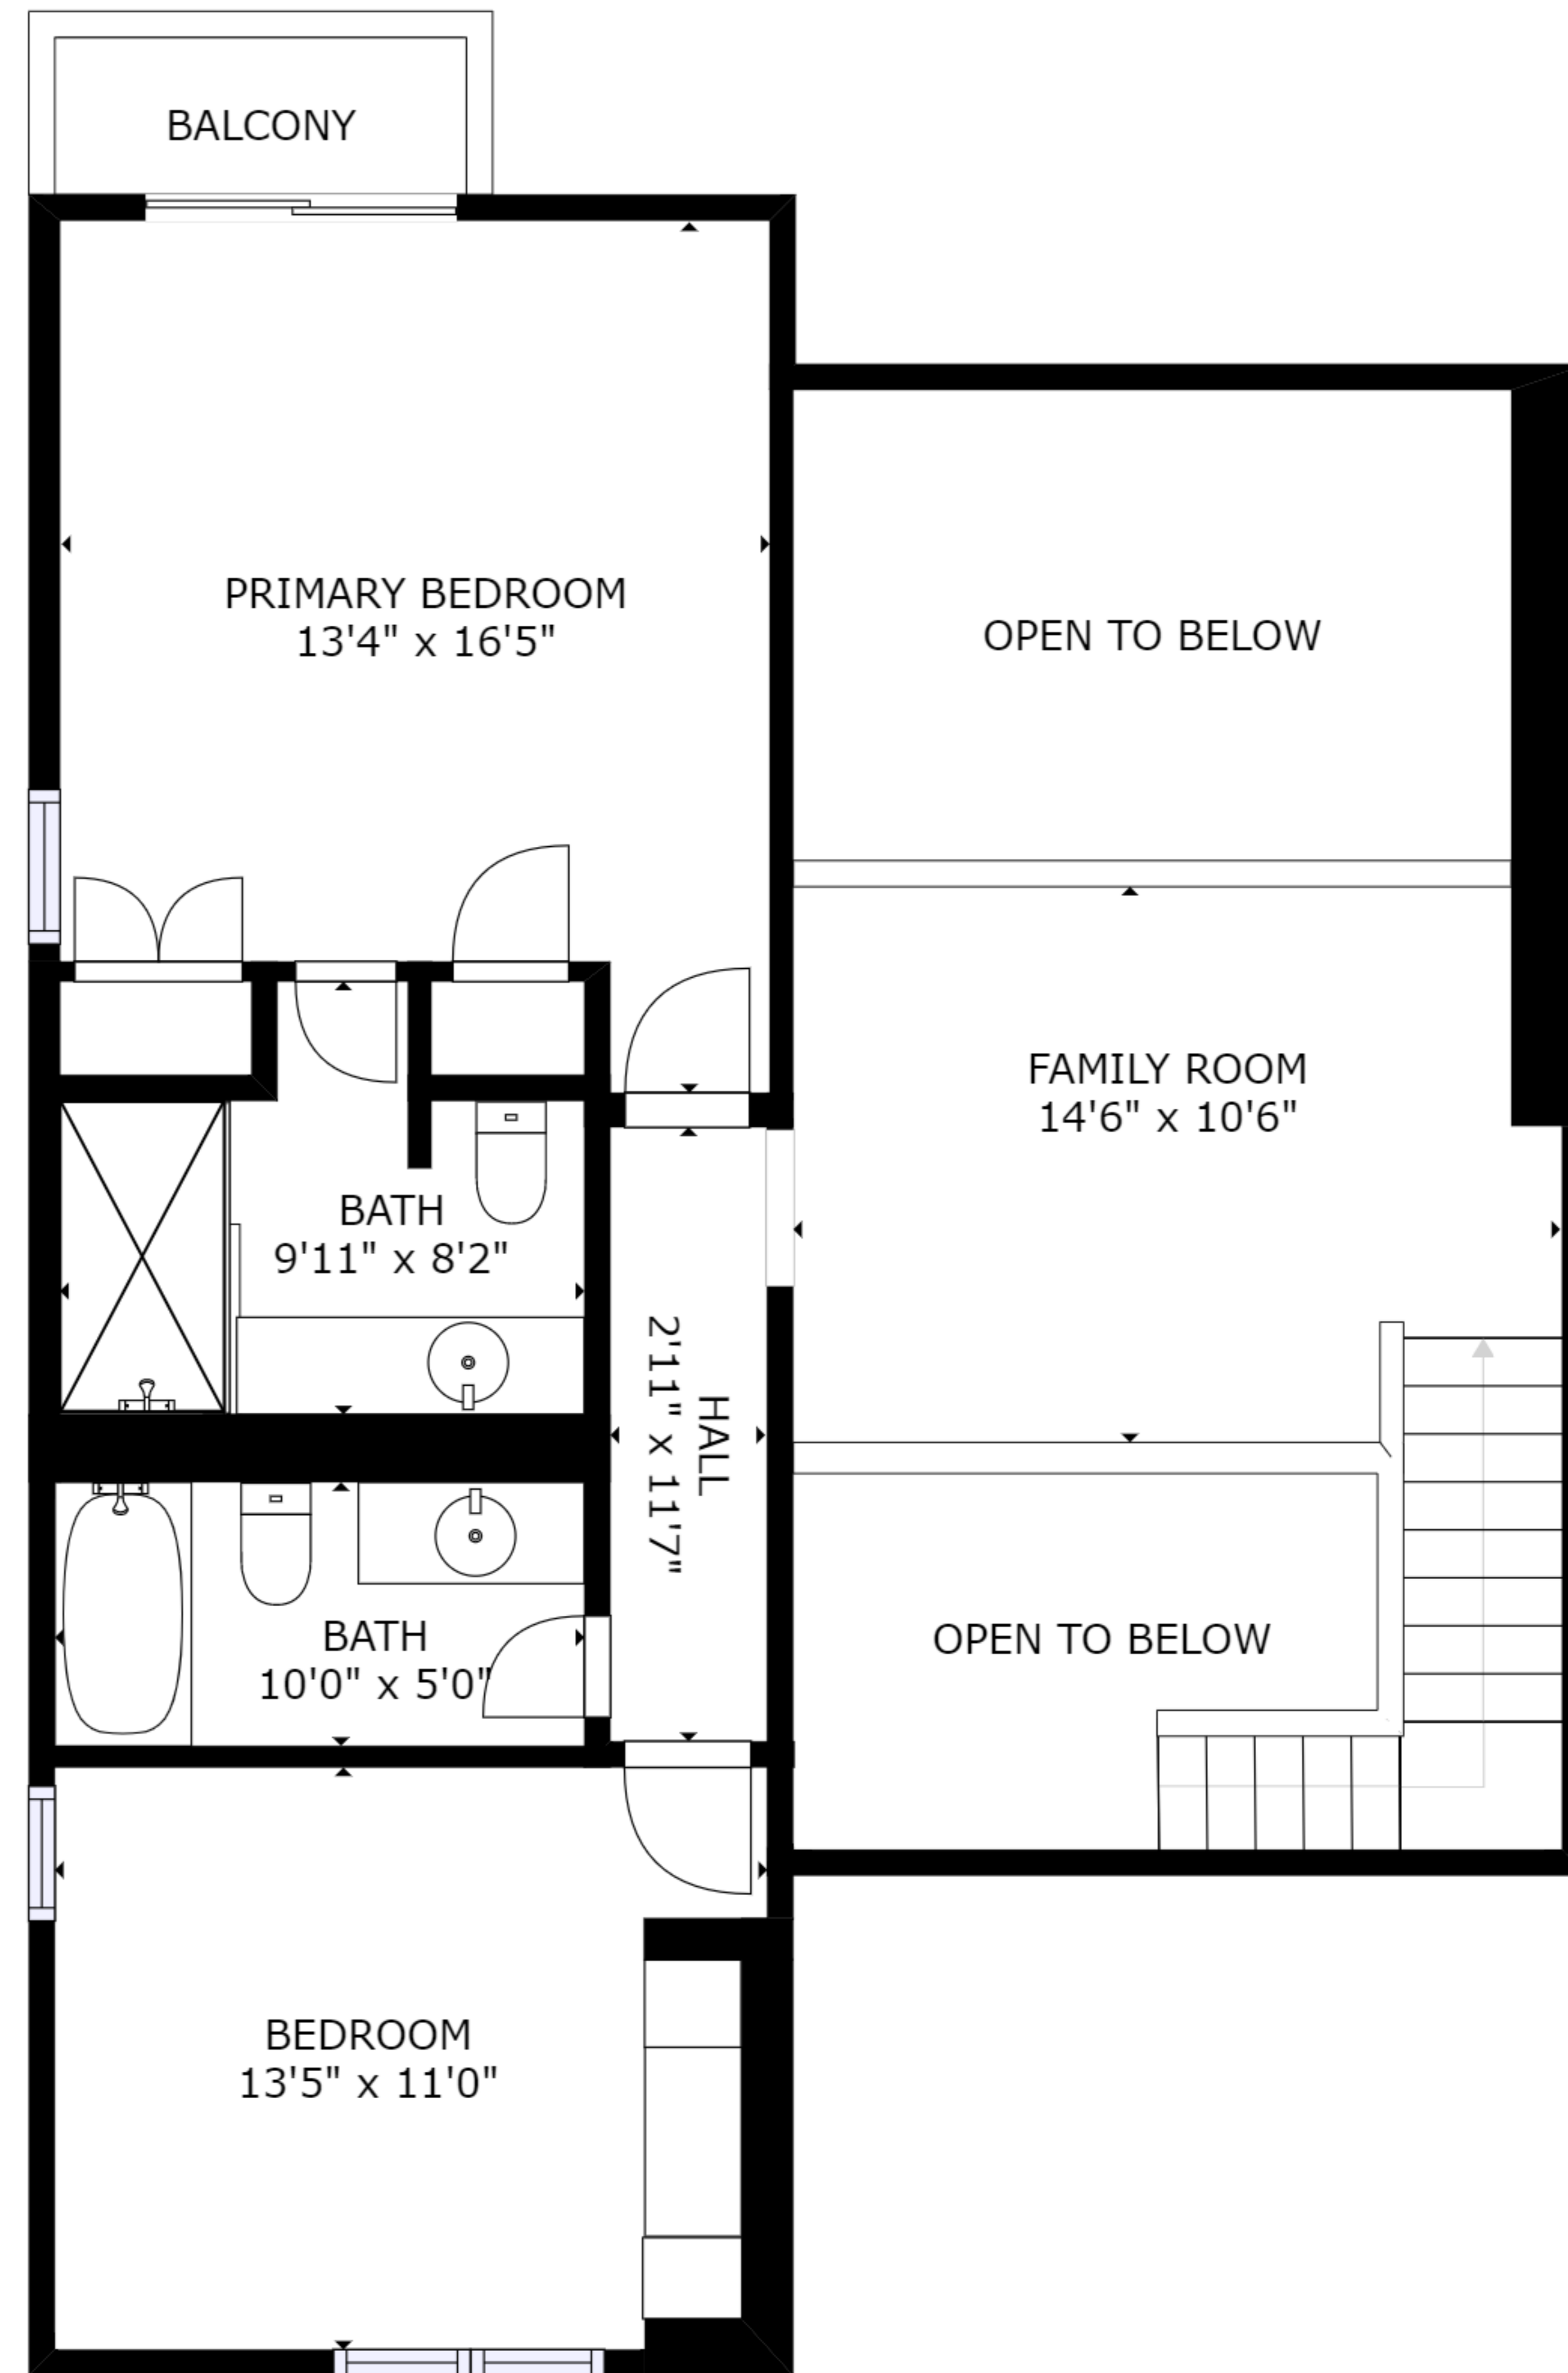 BALCONY
PRIMARY BEDROOM
13'4" x 16'5"
OPEN TO BELOW
FAMILY ROOM
14'6" x 10'6"
BATH
9'11" x 8'2"
HALL
2'11" x 11'7"
BATH
10'0" x 5'0"
OPEN TO BELOW
BEDROOM
13'5" x 11'0"